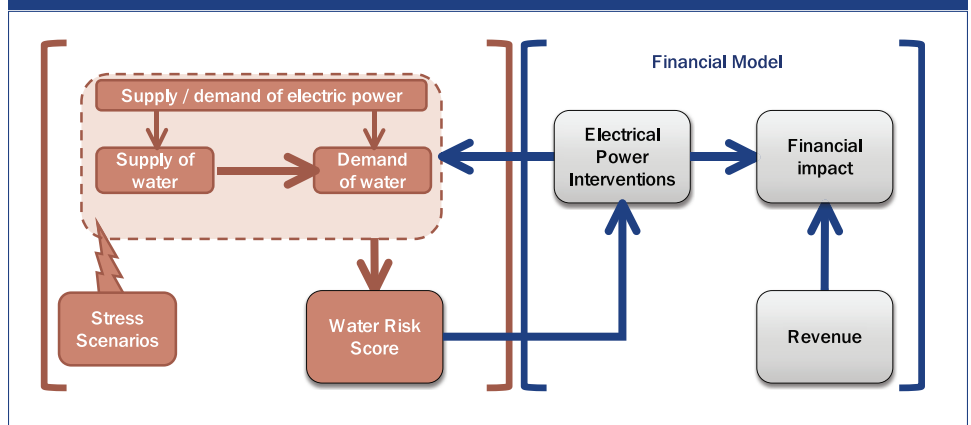 Financial Model
Supply / demand of electric power
Supply of
water
Demand
of water
Electrical
Power
Interventions
Financial
impact
Stress
Scenarios
Water Risk
Score
Revenue